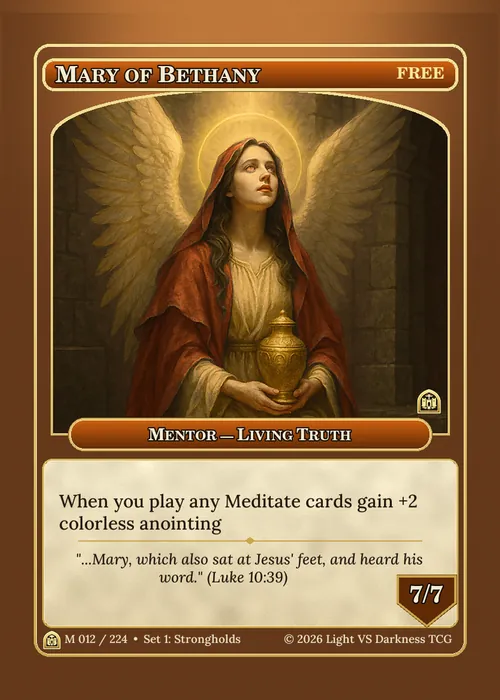 Mary of Bethany
FREE
Mentor — Living Truth
When you play any Meditate cards gain +2
colorless anointing
"...Mary, which also sat at Jesus' feet, and heard his
word." (Luke 10:39)
7/7
M 012 / 224 • Set 1: Strongholds
© 2026 Light VS Darkness TCG